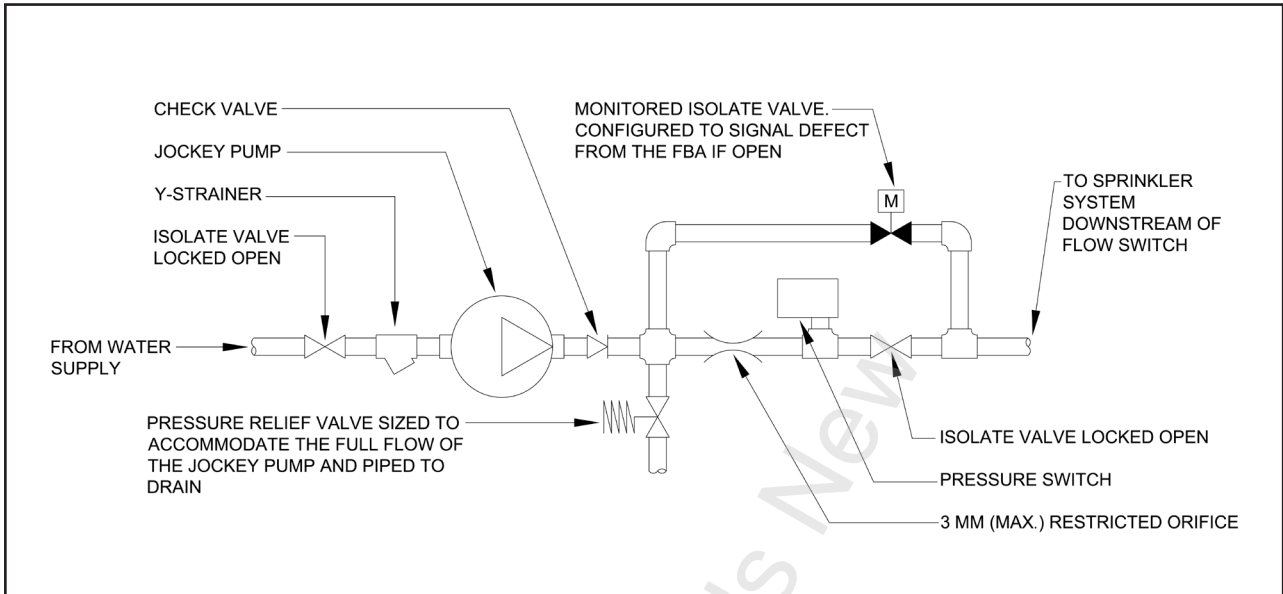 CHECK VALVE
JOCKEY PUMP
Y-STRAINER
ISOLATE VALVE
LOCKED OPEN
FROM WATER
SUPPLY
PRESSURE RELIEF VALVE SIZED TO
ACCOMMODATE THE FULL FLOW OF
THE JOCKEY PUMP AND PIPED TO
DRAIN
MONITORED ISOLATE VALVE.
CONFIGURED TO SIGNAL DEFECT
FROM THE FBA IF OPEN
M
TO SPRINKLER
SYSTEM
DOWNSTREAM OF
FLOW SWITCH
ISOLATE VALVE LOCKED OPEN
PRESSURE SWITCH
3 MM (MAX.) RESTRICTED ORIFICE
New